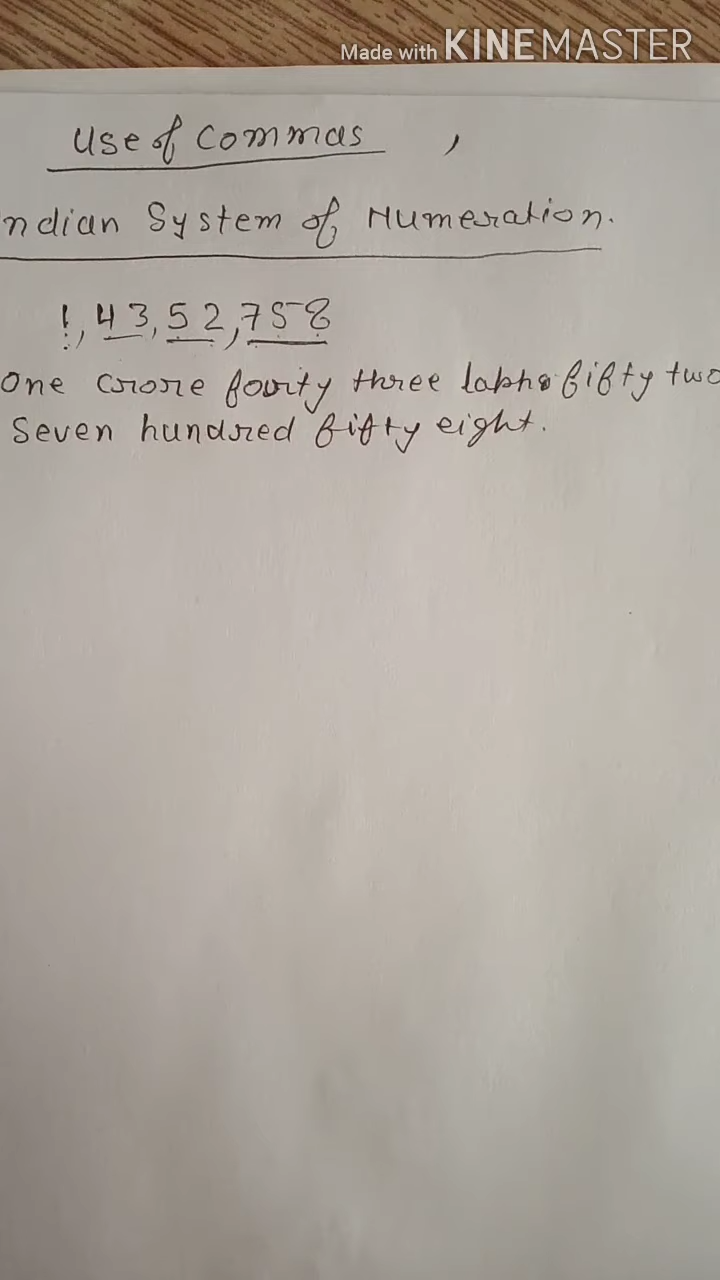 Made with KINEMASTER
Use of Commas ,
ndian System of Numeration.
1,43,52,758
One crore fourty three lakhs fifty two
Seven hundred fifty eight.